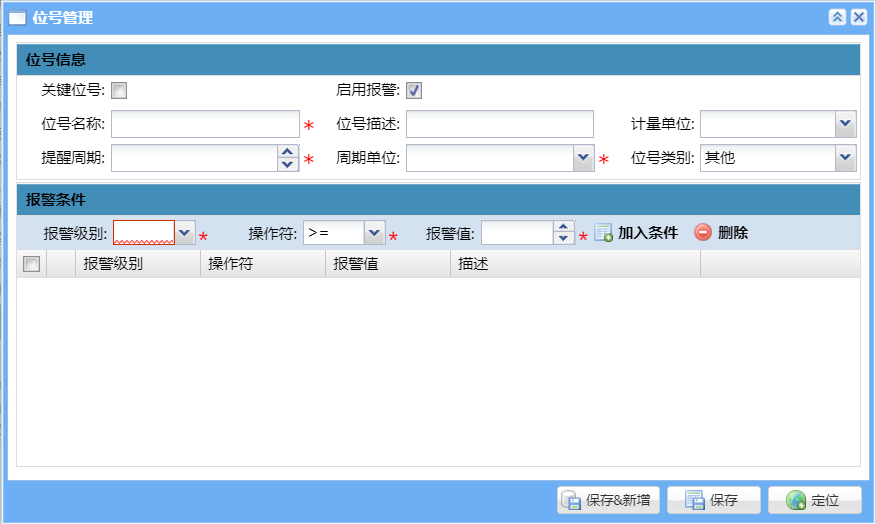 位号管理
位号信息
关键位号: 启用报警:
位号名称: * 位号描述: 计量单位:
提醒周期: * 周期单位: * 位号类别: 其他
报警条件
报警级别: * 操作符: >= * 报警值: * 加入条件 删除
报警级别 操作符 报警值 描述
保存&新增 保存 定位